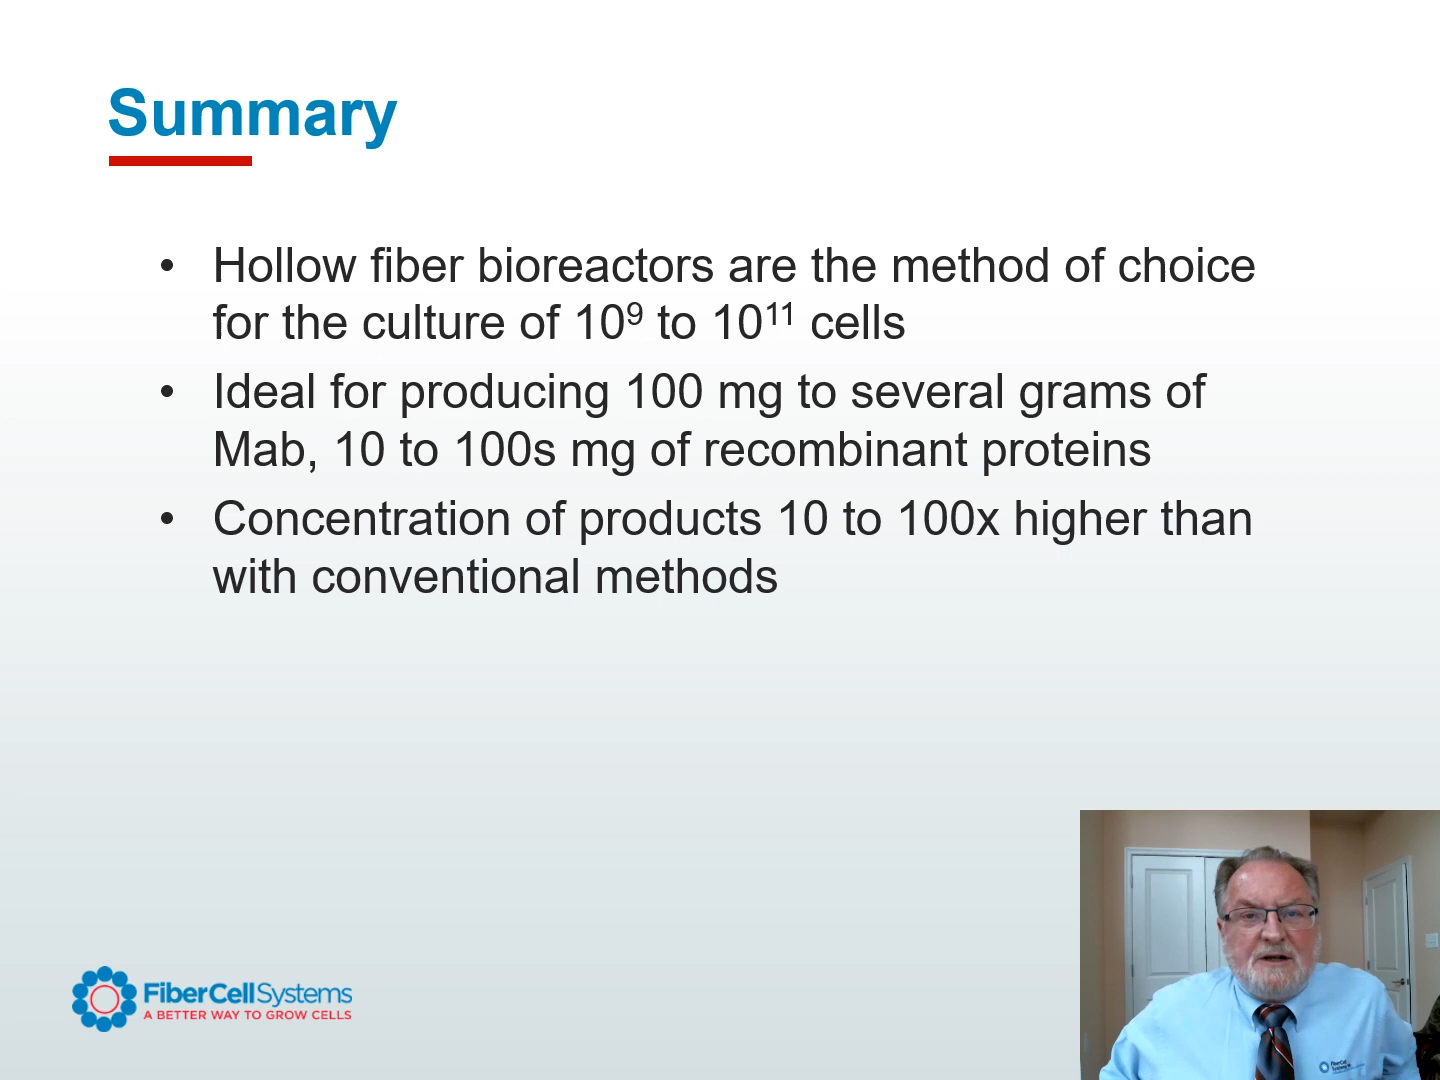 Summary
• Hollow fiber bioreactors are the method of choice
for the culture of 10⁹ to 10¹¹ cells
• Ideal for producing 100 mg to several grams of
Mab, 10 to 100s mg of recombinant proteins
• Concentration of products 10 to 100x higher than
with conventional methods
FiberCellSystems
A BETTER WAY TO GROW CELLS
FiberCell
Systems